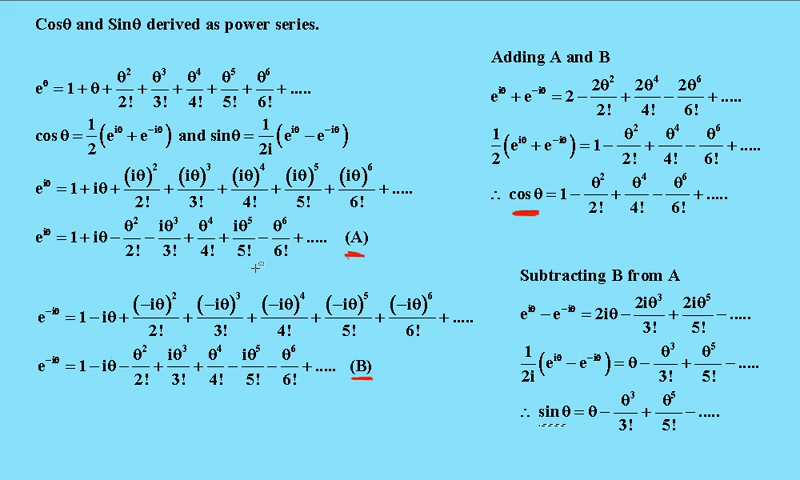 Cosθ and Sinθ derived as power series.
e^θ = 1 + θ + θ²/2! + θ³/3! + θ⁴/4! + θ⁵/5! + θ⁶/6! + .....
cos θ = 1/2 (e^iθ + e^−iθ) and sinθ = 1/2i (e^iθ − e^−iθ)
e^iθ = 1 + iθ + (iθ)²/2! + (iθ)³/3! + (iθ)⁴/4! + (iθ)⁵/5! + (iθ)⁶/6! + .....
e^iθ = 1 + iθ − θ²/2! − iθ³/3! + θ⁴/4! + iθ⁵/5! − θ⁶/6! + ..... (A)
e^−iθ = 1 − iθ + (−iθ)²/2! + (−iθ)³/3! + (−iθ)⁴/4! + (−iθ)⁵/5! + (−iθ)⁶/6! + .....
e^−iθ = 1 − iθ − θ²/2! + iθ³/3! + θ⁴/4! − iθ⁵/5! − θ⁶/6! + ..... (B)
Adding A and B
e^iθ + e^−iθ = 2 − 2θ²/2! + 2θ⁴/4! − 2θ⁶/6! + .....
1/2 (e^iθ + e^−iθ) = 1 − θ²/2! + θ⁴/4! − θ⁶/6! + .....
∴ cos θ = 1 − θ²/2! + θ⁴/4! − θ⁶/6! + .....
Subtracting B from A
e^iθ − e^−iθ = 2iθ − 2iθ³/3! + 2iθ⁵/5! − .....
1/2i (e^iθ − e^−iθ) = θ − θ³/3! + θ⁵/5! − .....
∴ sin θ = θ − θ³/3! + θ⁵/5! − .....